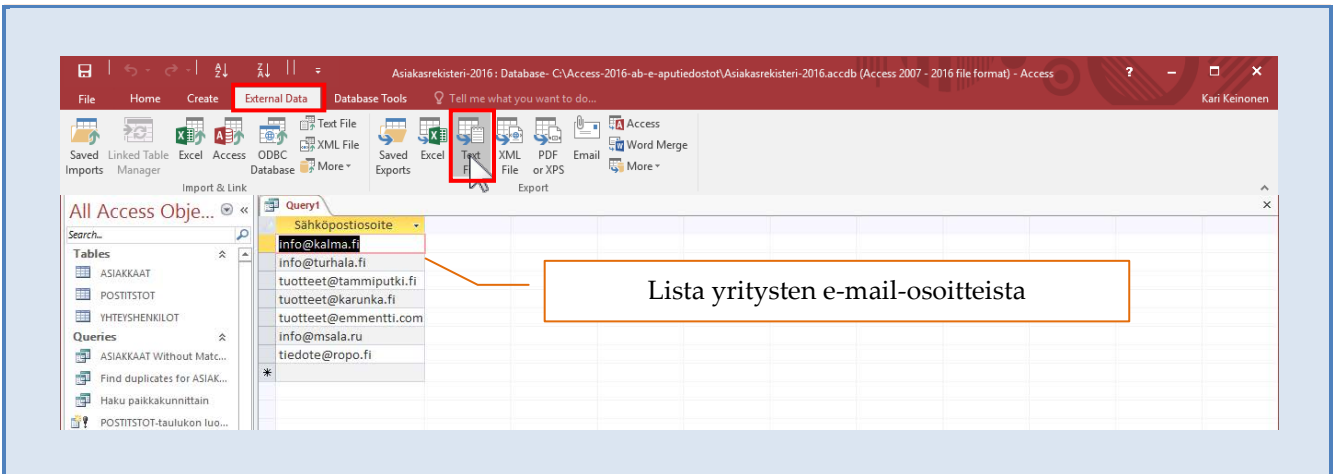 Asiakasrekisteri-2016 : Database- C:\Access-2016-ab-e-aputiedostot\Asiakasrekisteri-2016.accdb (Access 2007 - 2016 file format) - Access
File Home Create External Data Database Tools Tell me what you want to do... Kari Keinonen
Saved Imports
Linked Table Manager
Excel
Access
ODBC Database
Text File
XML File
More
Import & Link
Saved Exports
Excel
Text
XML File
PDF or XPS
Email
Access
Word Merge
More
Export
All Access Obje...
Search...
Tables
ASIAKKAAT
POSTITSTOT
YHTEYSHENKILOT
Queries
ASIAKKAAT Without Matc...
Find duplicates for ASIAK...
Haku paikkakunnittain
POSTITSTOT-taulukon luo...
Query1
Sähköpostiosoite
info@kalma.fi
info@turhala.fi
tuotteet@tammiputki.fi
tuotteet@karunka.fi
tuotteet@emmentti.com
info@msala.ru
tiedote@ropo.fi
Lista yritysten e-mail-osoitteista